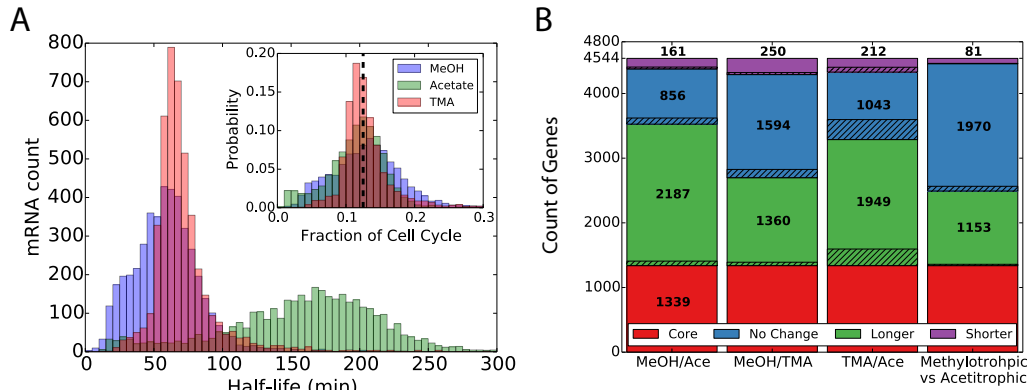 A
mRNA count
800
700
600
500
400
300
200
100
0
0
50
100
150
200
250
300
Half-life (min)
Probability
0.20
0.15
0.10
0.05
0.00
0.0
0.1
0.2
0.3
Fraction of Cell Cycle
MeOH
Acetate
TMA
B
Count of Genes
4800
4544
4000
3000
2000
1000
0
161
250
212
81
856
1594
1043
1970
2187
1360
1949
1153
1339
Core
No Change
Longer
Shorter
MeOH/Ace
MeOH/TMA
TMA/Ace
Methylotrohpic
vs Acetitrophic